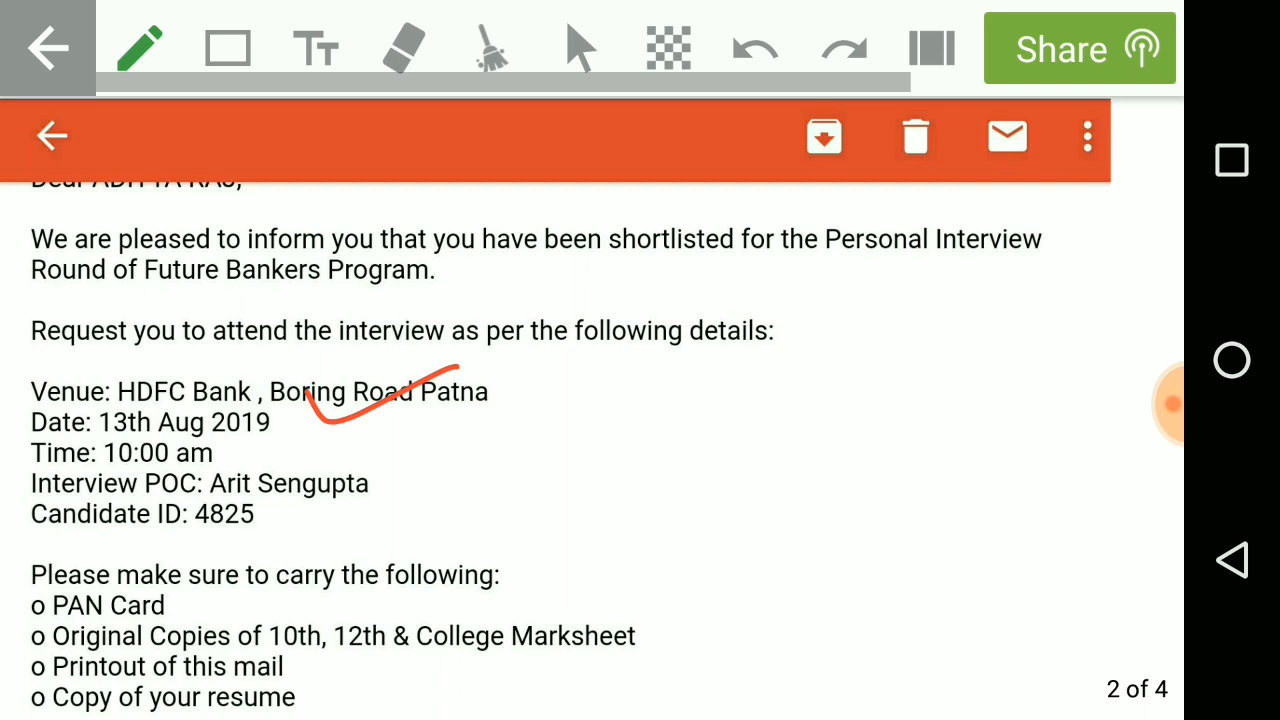 Tт
Share
Dear ADITYA RAJ,
We are pleased to inform you that you have been shortlisted for the Personal Interview
Round of Future Bankers Program.
Request you to attend the interview as per the following details:
Venue: HDFC Bank , Boring Road Patna
Date: 13th Aug 2019
Time: 10:00 am
Interview POC: Arit Sengupta
Candidate ID: 4825
Please make sure to carry the following:
o PAN Card
o Original Copies of 10th, 12th & College Marksheet
o Printout of this mail
o Copy of your resume
2 of 4